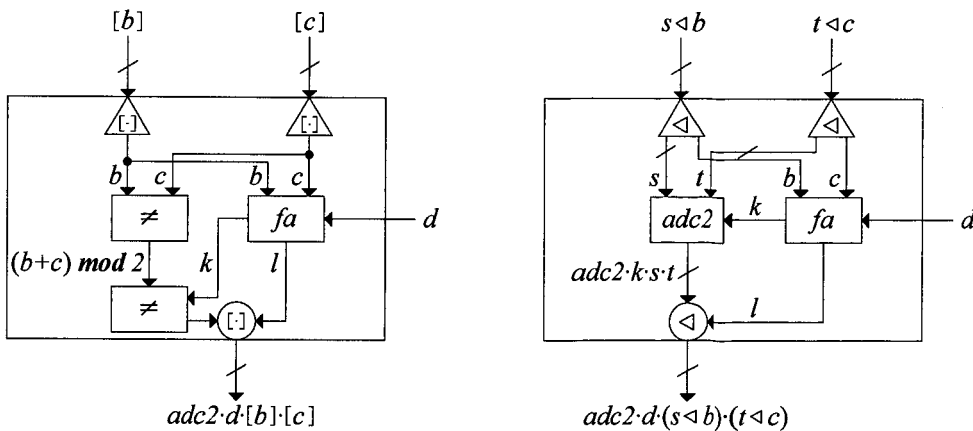 [b] [c] s⊲b t⊲c
[·] [·] ⊲ ⊲
b c b c s t b c
≠ fa d adc2 k fa d
(b+c) mod 2 k l adc2·k·s·t
≠ [·] ⊲ l
adc2·d·[b]·[c] adc2·d·(s⊲b)·(t⊲c)